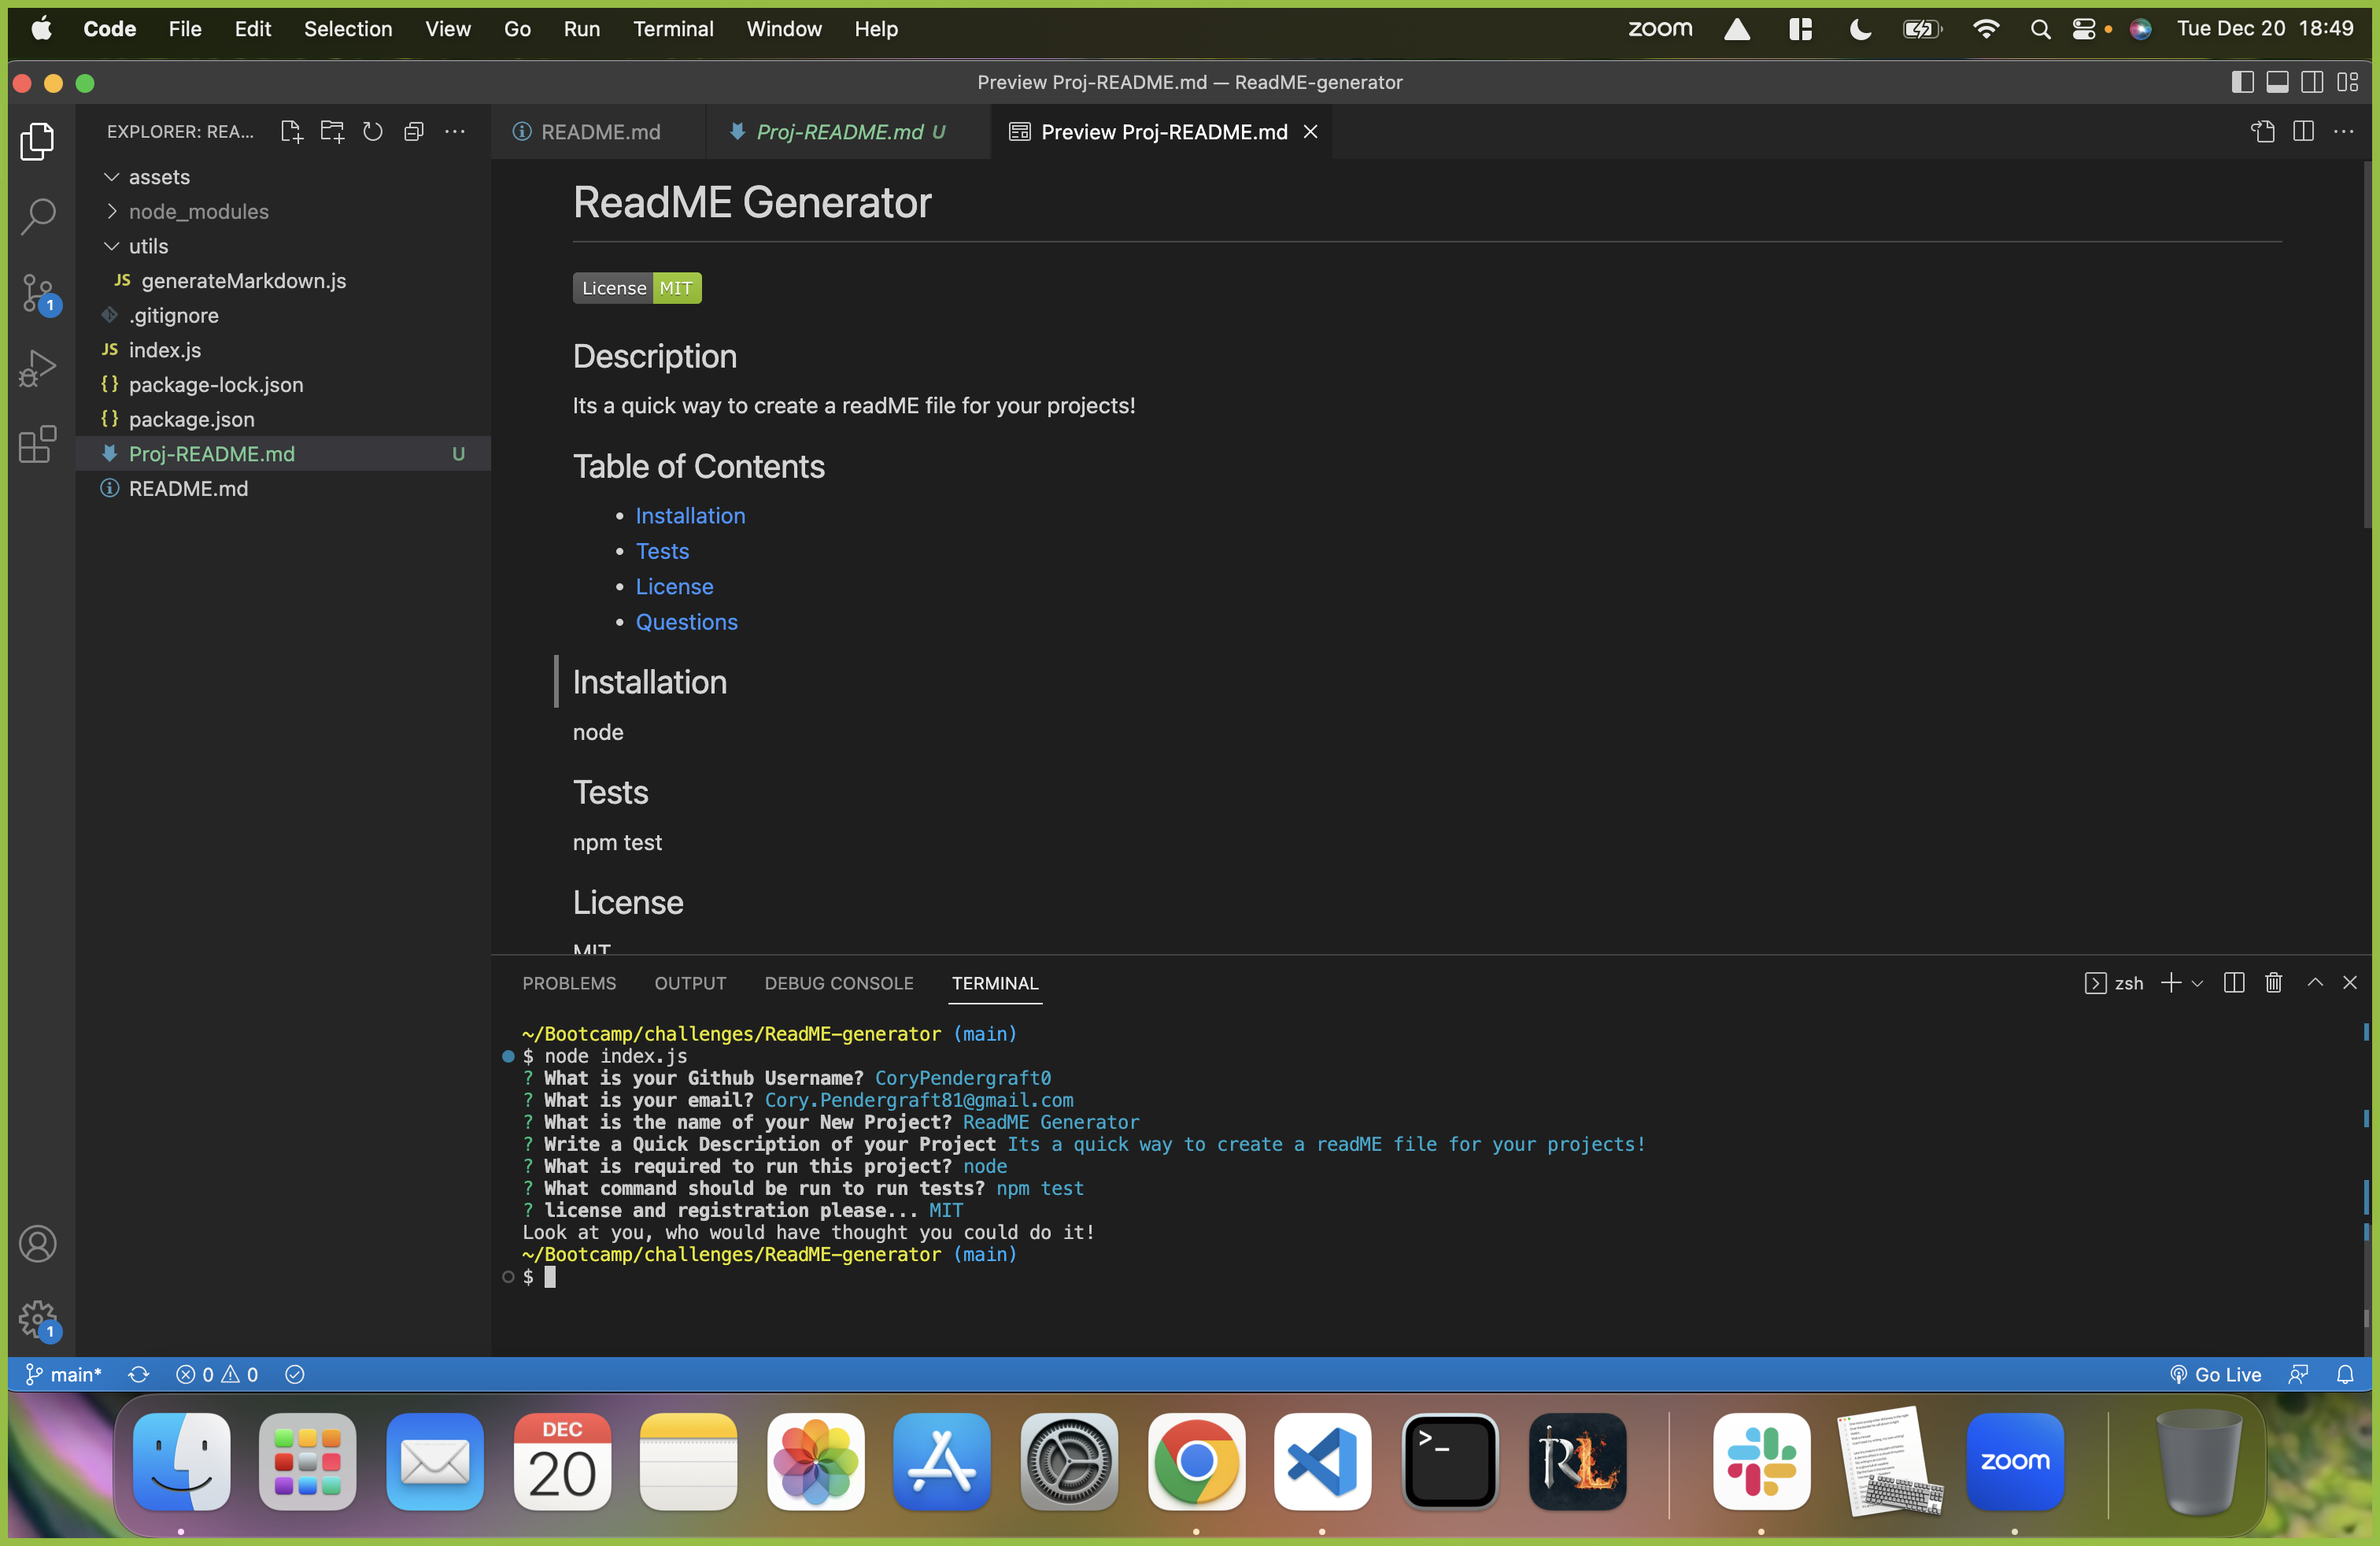 Code File Edit Selection View Go Run Terminal Window Help zoom Tue Dec 20 18:49
Preview Proj-README.md — ReadME-generator
EXPLORER: REA...
README.md Proj-README.md U Preview Proj-README.md
assets
node_modules
utils
JS generateMarkdown.js
.gitignore
JS index.js
{} package-lock.json
{} package.json
Proj-README.md U
README.md
1
1
ReadME Generator
License MIT
Description
Its a quick way to create a readME file for your projects!
Table of Contents
• Installation
• Tests
• License
• Questions
Installation
node
Tests
npm test
License
MIT
PROBLEMS OUTPUT DEBUG CONSOLE TERMINAL zsh
~/Bootcamp/challenges/ReadME-generator (main)
$ node index.js
? What is your Github Username? CoryPendergraft0
? What is your email? Cory.Pendergraft81@gmail.com
? What is the name of your New Project? ReadME Generator
? Write a Quick Description of your Project Its a quick way to create a readME file for your projects!
? What is required to run this project? node
? What command should be run to run tests? npm test
? license and registration please... MIT
Look at you, who would have thought you could do it!
~/Bootcamp/challenges/ReadME-generator (main)
$
main* 0 0 Go Live
DEC
20
>_
RL
zoom